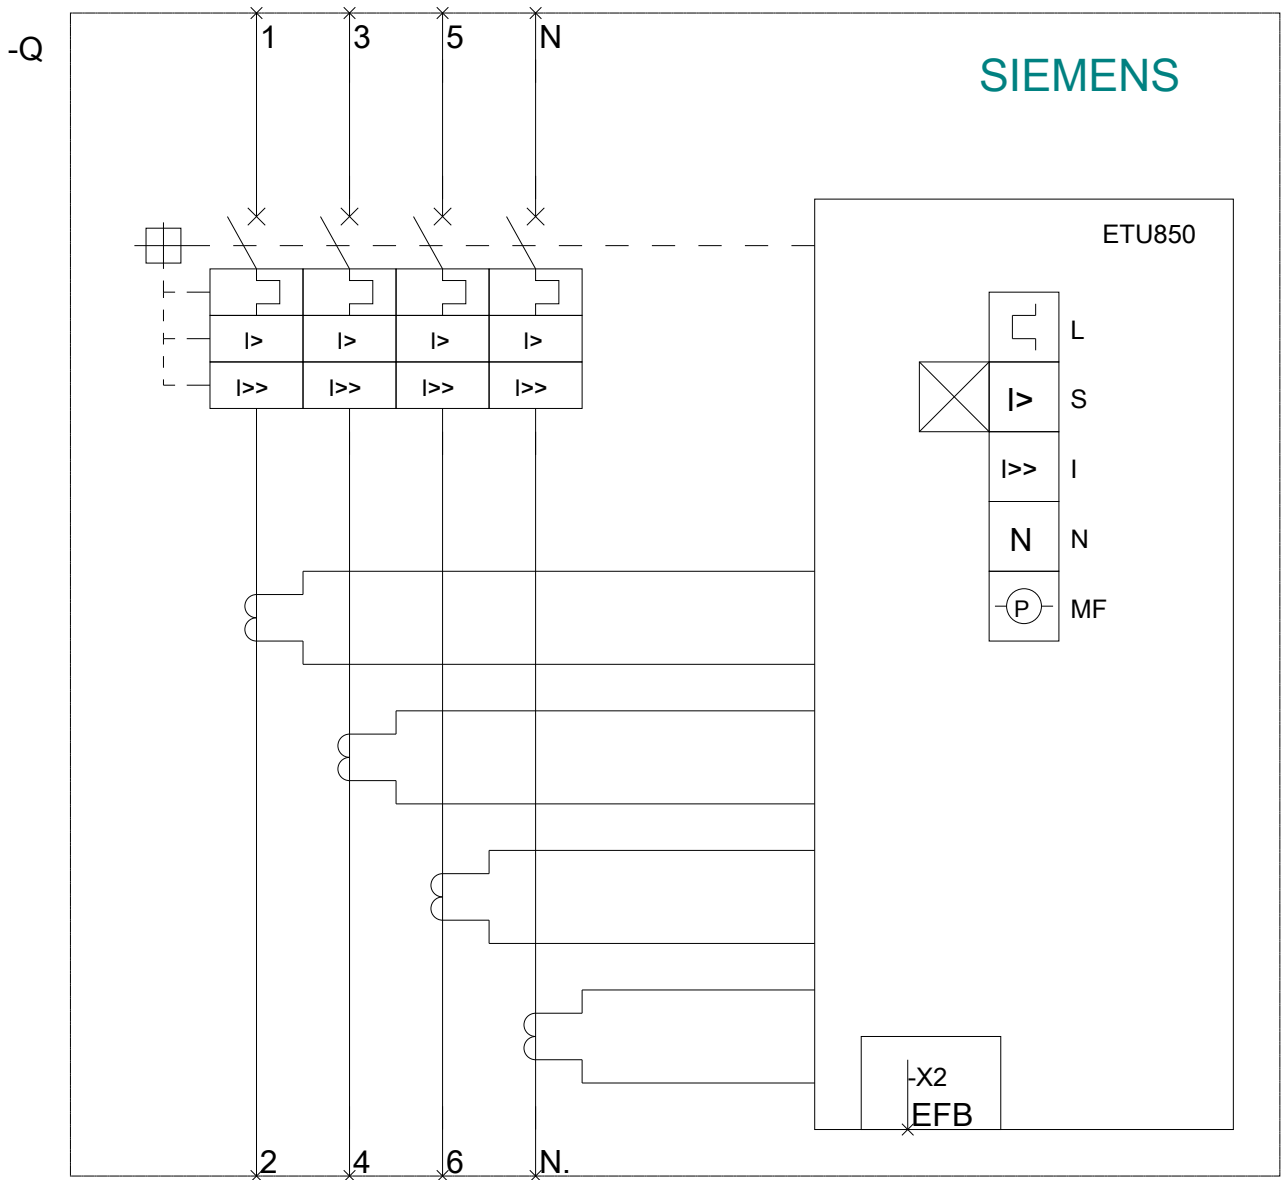 1 3 5 N
-Q
SIEMENS
ETU850
I> I> I> I>
I>> I>> I>> I>>
L
I> S
I>> I
N N
P MF
-X2
EFB
2 4 6 N.